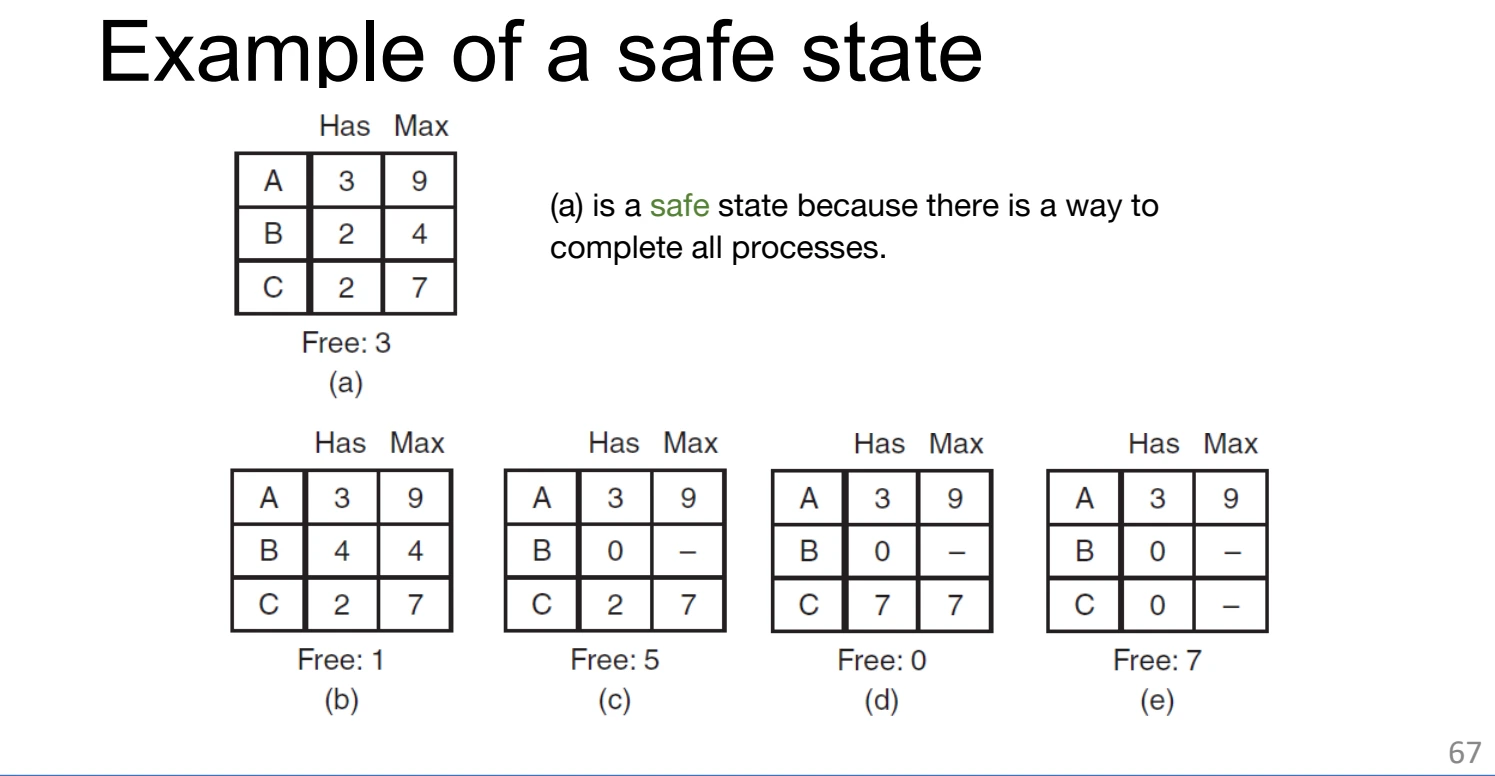 Example of a safe state
Has Max
A 3 9
B 2 4
C 2 7
Free: 3
(a)
(a) is a safe state because there is a way to
complete all processes.
Has Max
A 3 9
B 4 4
C 2 7
Free: 1
(b)
Has Max
A 3 9
B 0 –
C 2 7
Free: 5
(c)
Has Max
A 3 9
B 0 –
C 7 7
Free: 0
(d)
Has Max
A 3 9
B 0 –
C 0 –
Free: 7
(e)
67